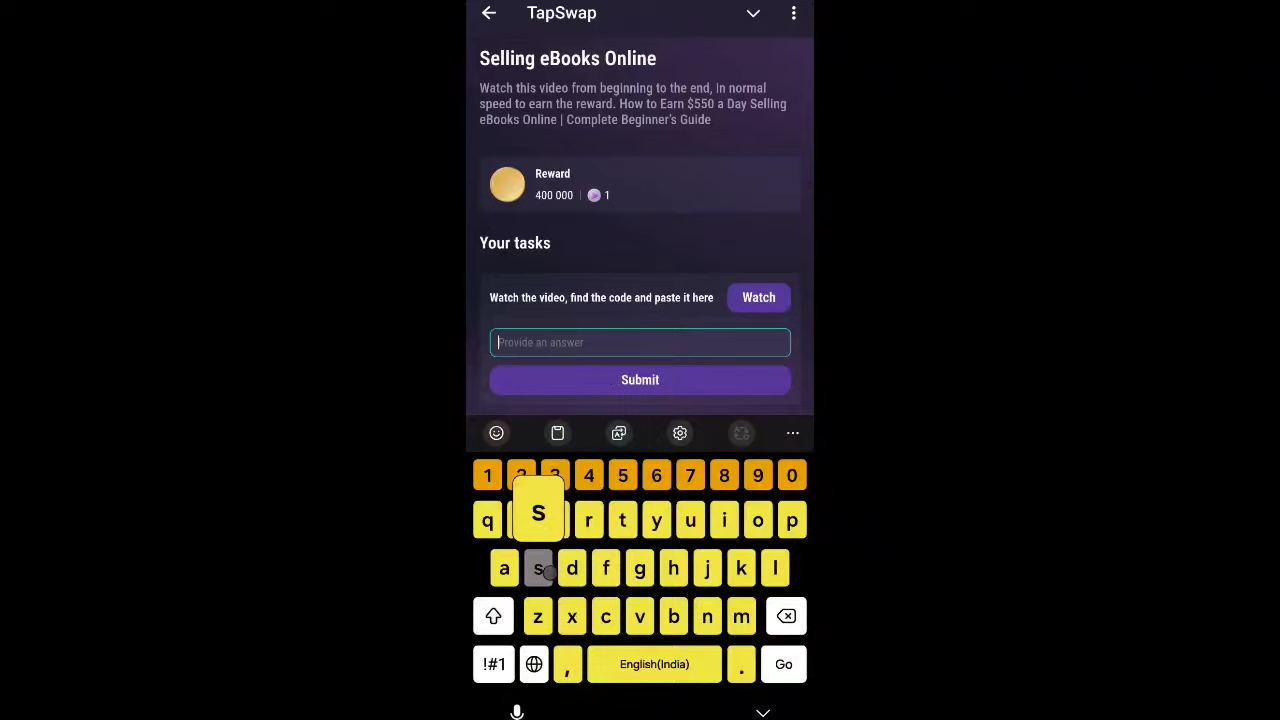 TapSwap
Selling eBooks Online
Watch this video from beginning to the end, in normal
speed to earn the reward. How to Earn $550 a Day Selling
eBooks Online | Complete Beginner's Guide
Reward
400 000 | 1
Your tasks
Watch the video, find the code and paste it here
Watch
Provide an answer
Submit
1 2 3 4 5 6 7 8 9 0
q r t y u i o p
s
a s d f g h j k l
z x c v b n m
!#1 , English(India) . Go